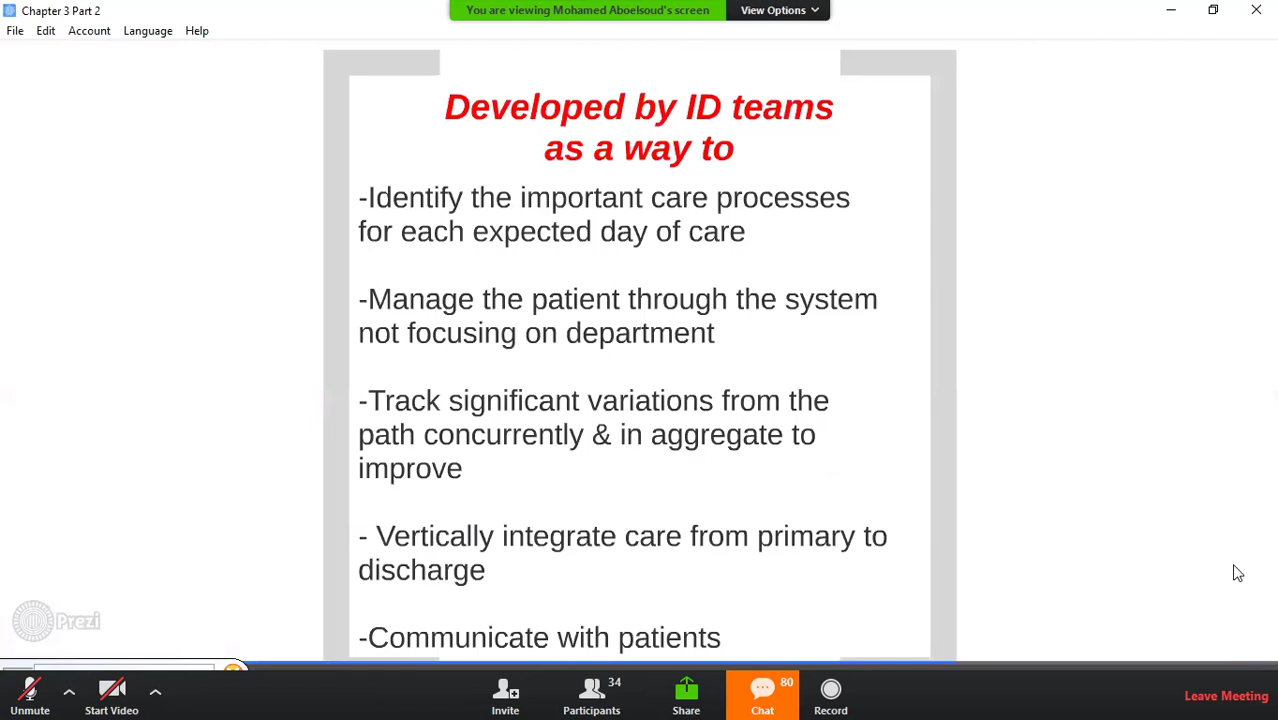 Chapter 3 Part 2
You are viewing Mohamed Aboelsoud's screen
View Options
File Edit Account Language Help
Developed by ID teams
as a way to
-Identify the important care processes
for each expected day of care
-Manage the patient through the system
not focusing on department
-Track significant variations from the
path concurrently & in aggregate to
improve
- Vertically integrate care from primary to
discharge
-Communicate with patients
Prezi
Unmute
Start Video
Invite
34
Participants
Share
80
Chat
Record
Leave Meeting